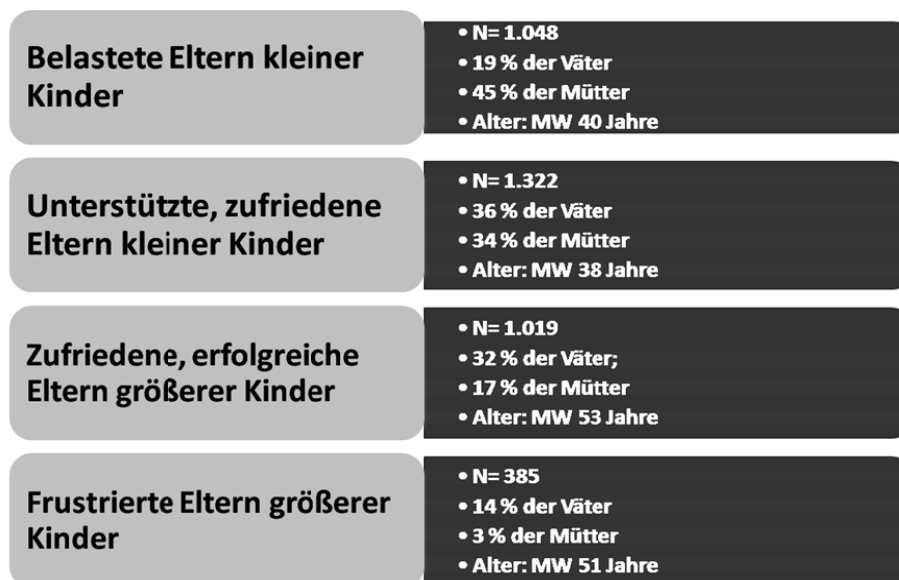 Belastete Eltern kleiner
Kinder
• N= 1.048
• 19 % der Väter
• 45 % der Mütter
• Alter: MW 40 Jahre
Unterstützte, zufriedene
Eltern kleiner Kinder
• N= 1.322
• 36 % der Väter
• 34 % der Mütter
• Alter: MW 38 Jahre
Zufriedene, erfolgreiche
Eltern größerer Kinder
• N= 1.019
• 32 % der Väter;
• 17 % der Mütter
• Alter: MW 53 Jahre
Frustrierte Eltern größerer
Kinder
• N= 385
• 14 % der Väter
• 3 % der Mütter
• Alter: MW 51 Jahre